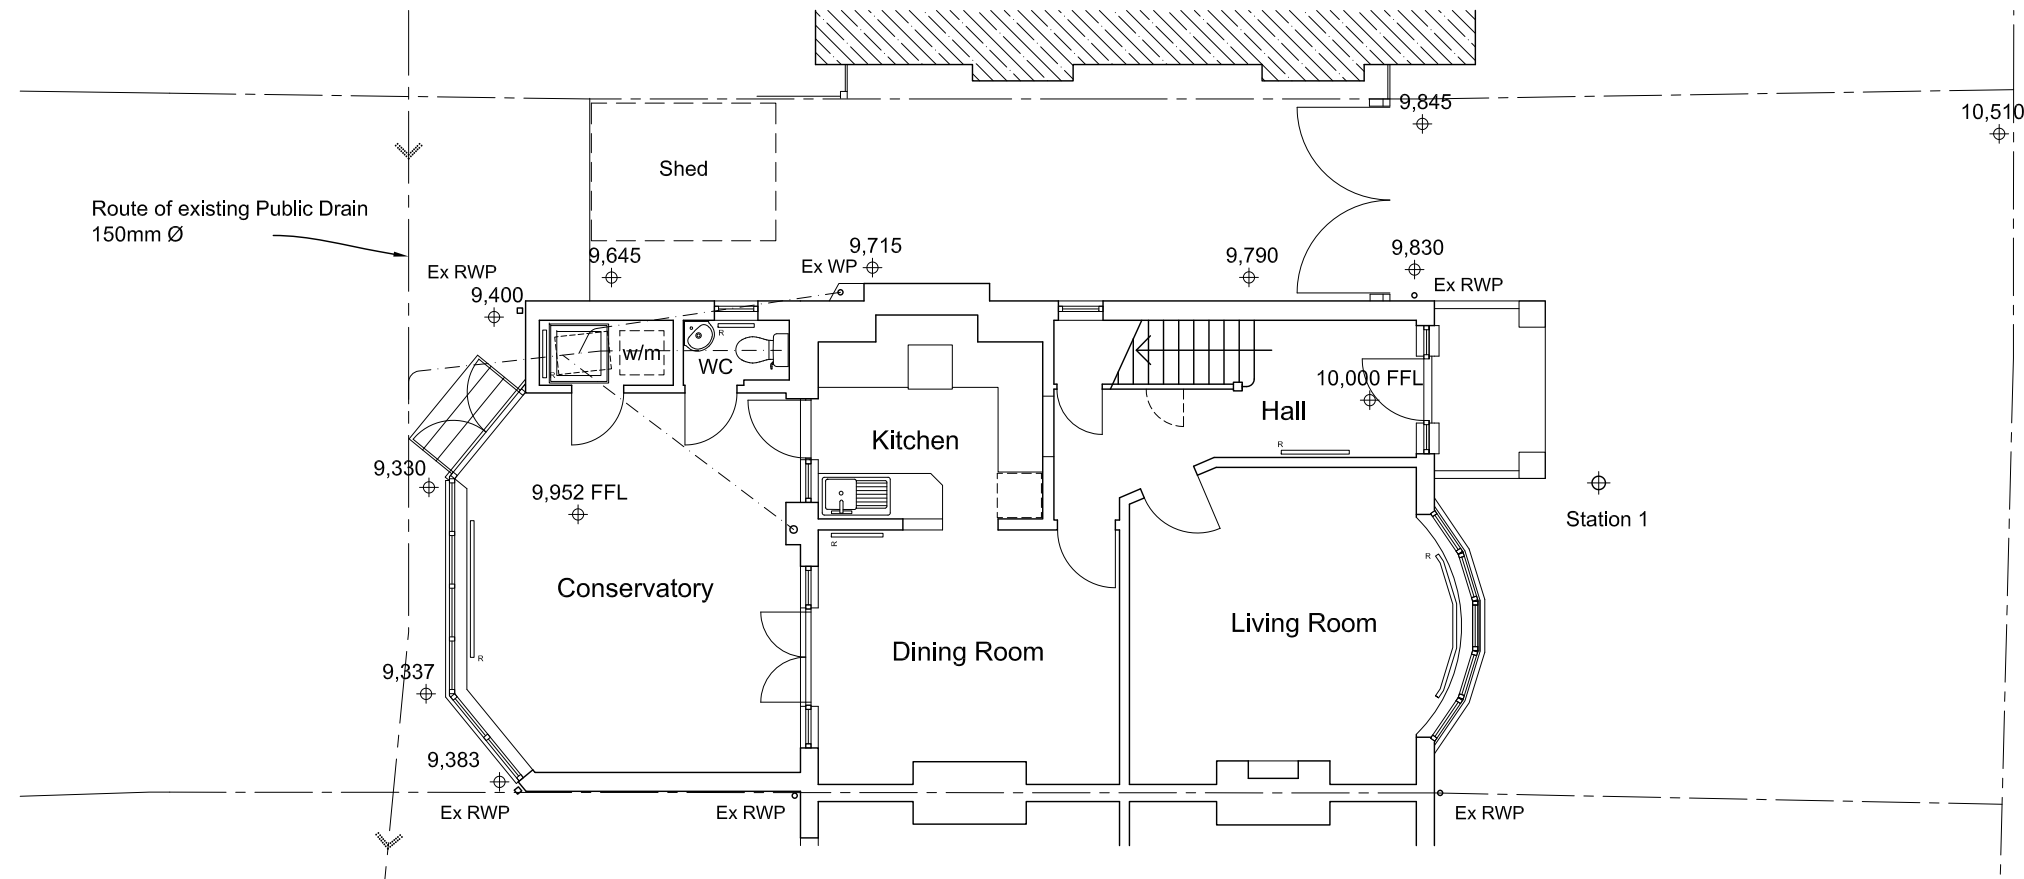 9,845
10,510
Shed
Route of existing Public Drain
150mm Ø
9,645
9,715
9,790
9,830
Ex RWP
Ex WP
Ex RWP
9,400
R
w/m
WC
R
10,000 FFL
Hall
Kitchen
R
9,330
9,952 FFL
Station 1
R
R
Conservatory
Living Room
Dining Room
R
9,337
9,383
Ex RWP
Ex RWP
Ex RWP